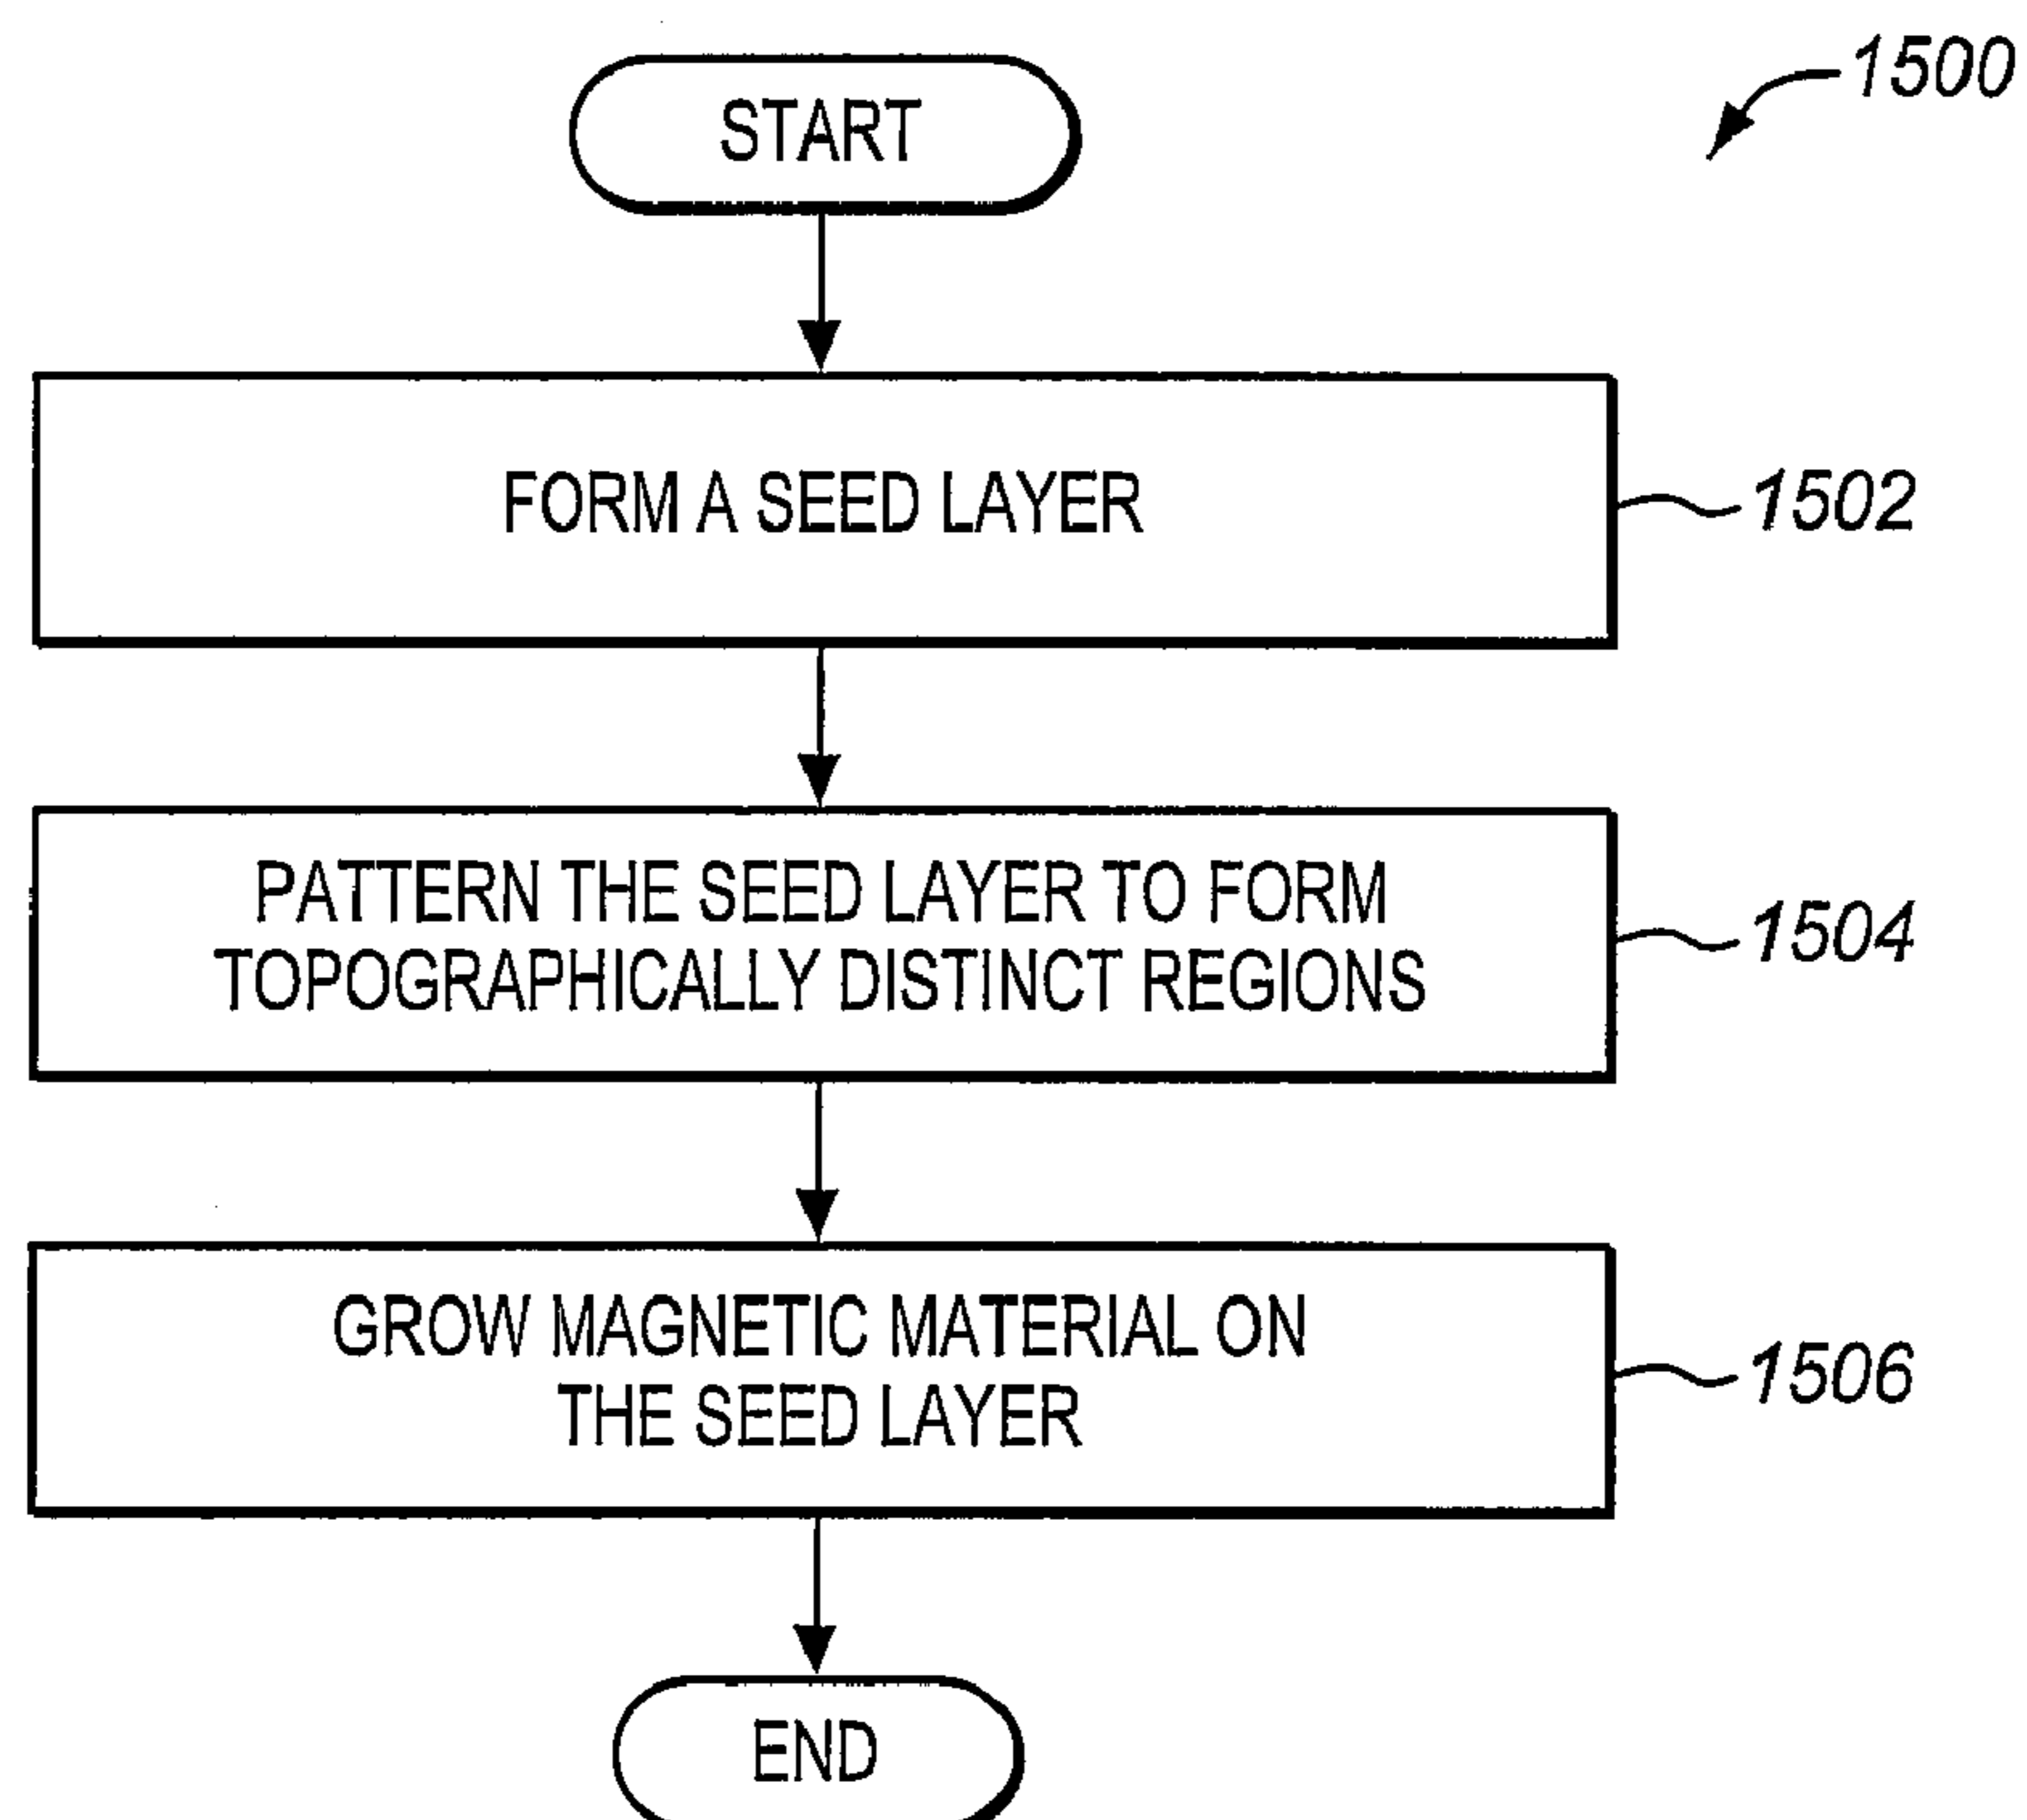 START
1500
FORM A SEED LAYER
1502
PATTERN THE SEED LAYER TO FORM
TOPOGRAPHICALLY DISTINCT REGIONS
1504
GROW MAGNETIC MATERIAL ON
THE SEED LAYER
1506
END